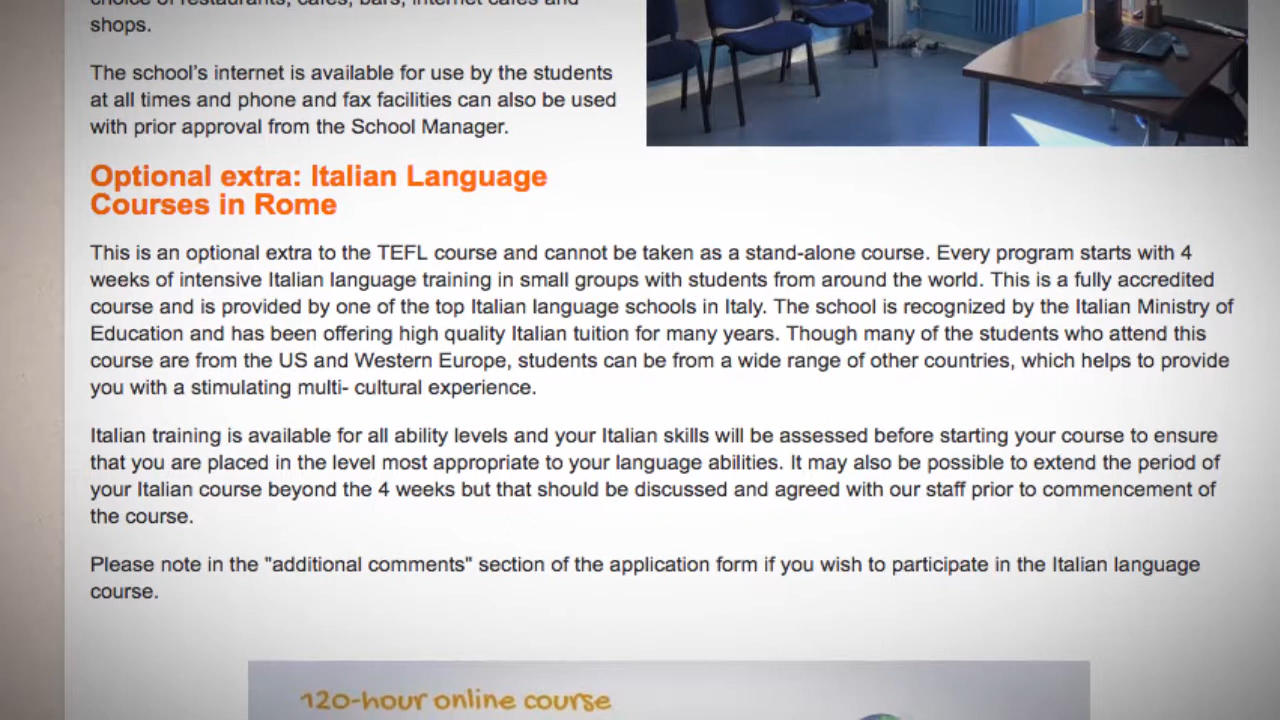 choice of restaurants, cafes, bars, internet cafes and
shops.
The school's internet is available for use by the students
at all times and phone and fax facilities can also be used
with prior approval from the School Manager.
Optional extra: Italian Language
Courses in Rome
This is an optional extra to the TEFL course and cannot be taken as a stand-alone course. Every program starts with 4
weeks of intensive Italian language training in small groups with students from around the world. This is a fully accredited
course and is provided by one of the top Italian language schools in Italy. The school is recognized by the Italian Ministry of
Education and has been offering high quality Italian tuition for many years. Though many of the students who attend this
course are from the US and Western Europe, students can be from a wide range of other countries, which helps to provide
you with a stimulating multi- cultural experience.
Italian training is available for all ability levels and your Italian skills will be assessed before starting your course to ensure
that you are placed in the level most appropriate to your language abilities. It may also be possible to extend the period of
your Italian course beyond the 4 weeks but that should be discussed and agreed with our staff prior to commencement of
the course.
Please note in the "additional comments" section of the application form if you wish to participate in the Italian language
course.
120-hour online course